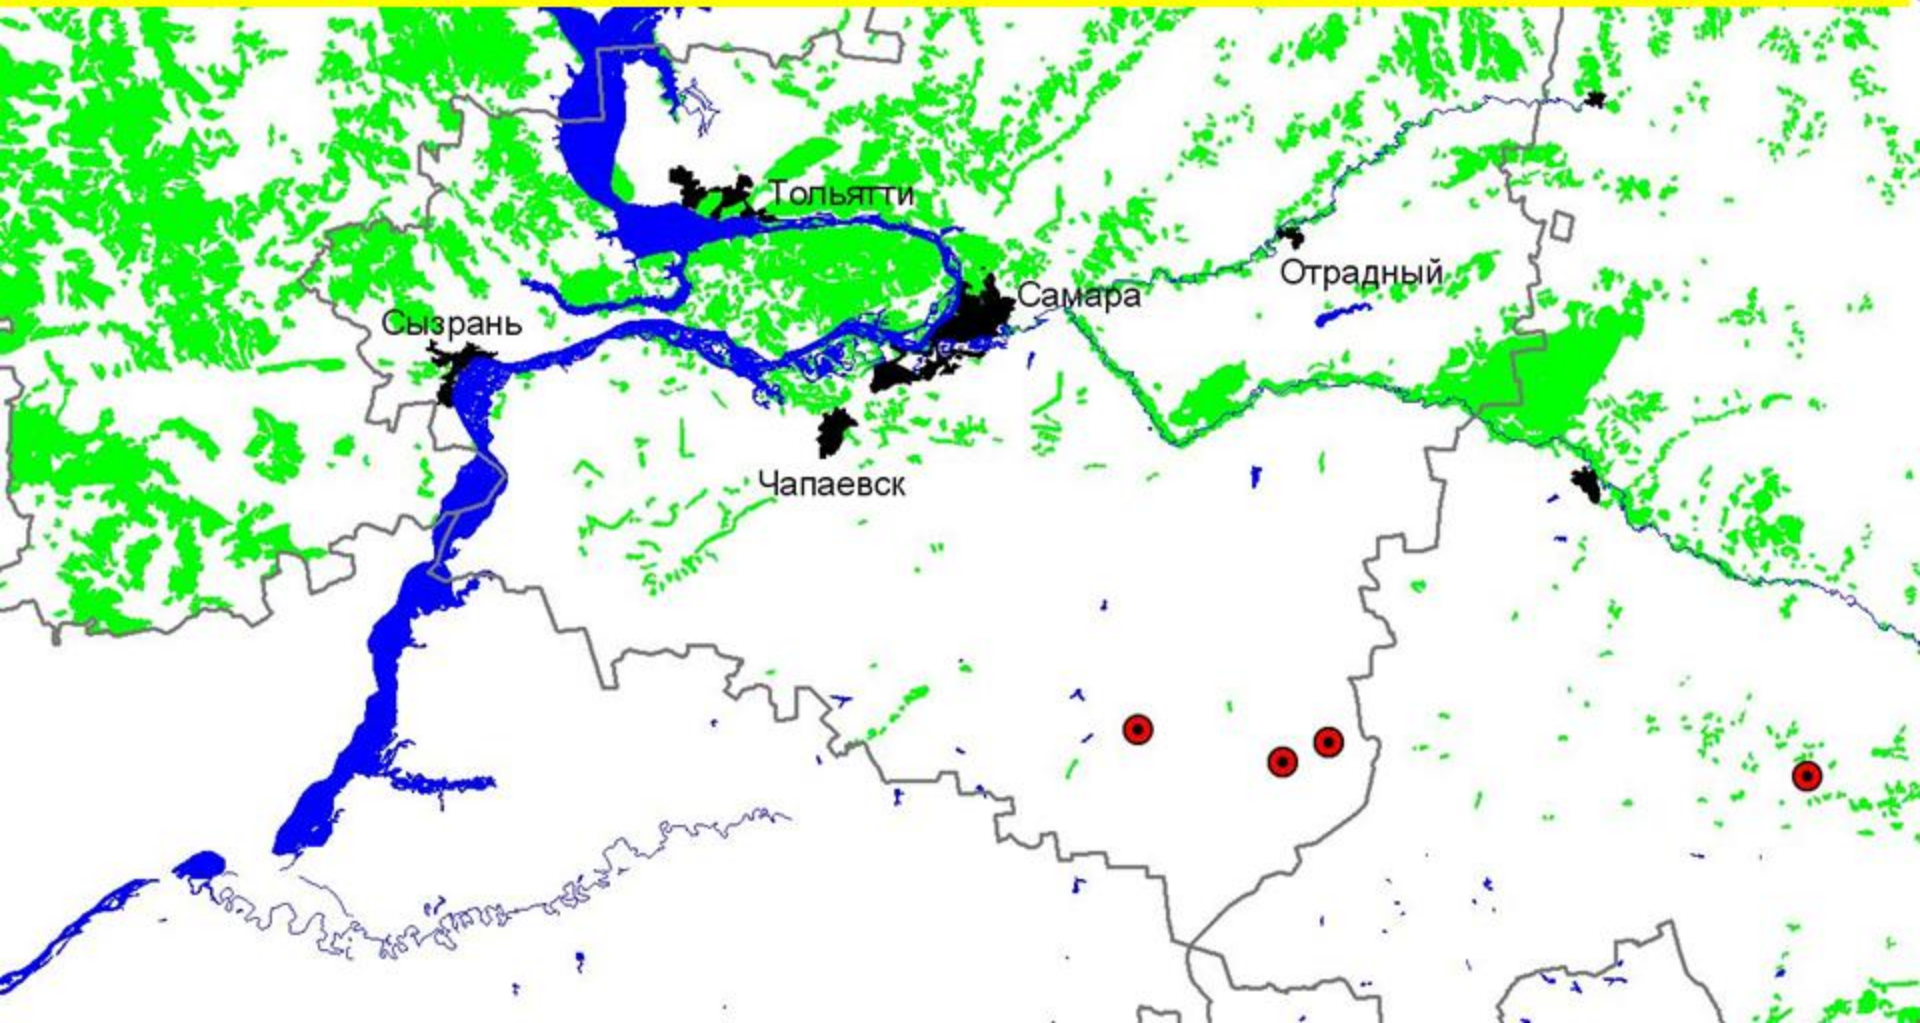 Тольятти
Отрадный
Самара
Сызрань
Чапаевск